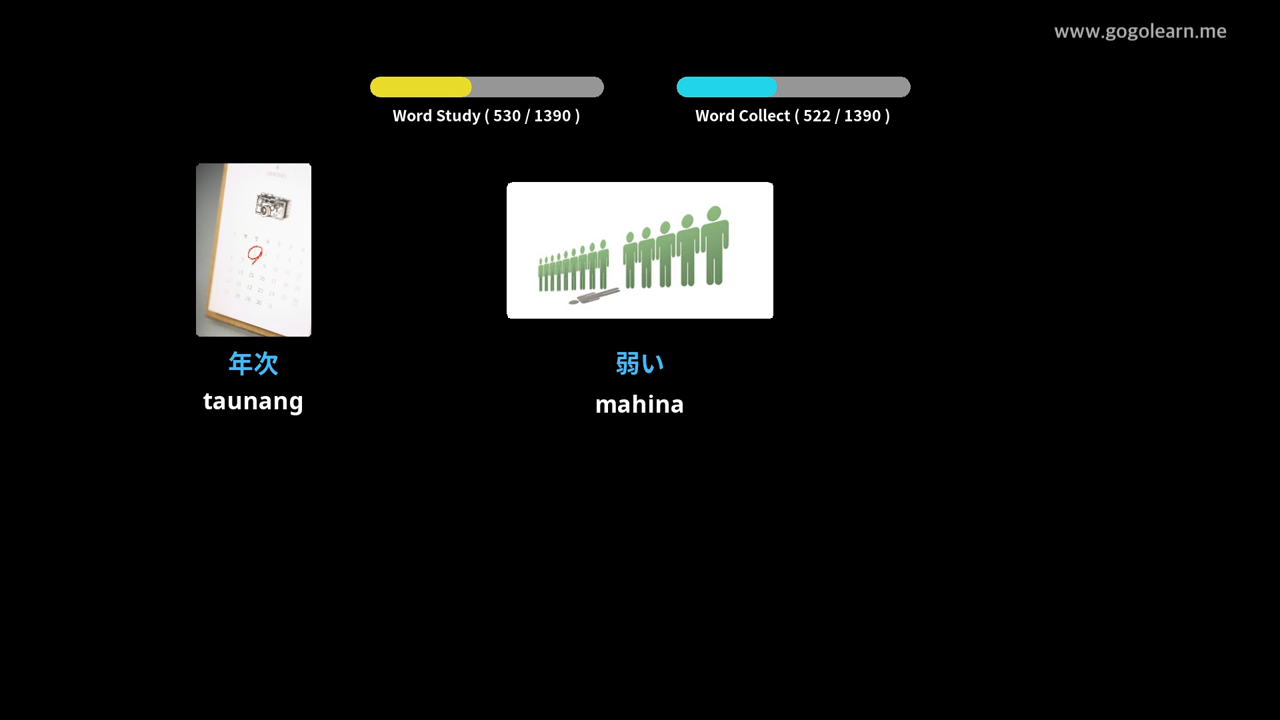 www.gogolearn.me
Word Study ( 530 / 1390 )
Word Collect ( 522 / 1390 )
年次
taunang
弱い
mahina